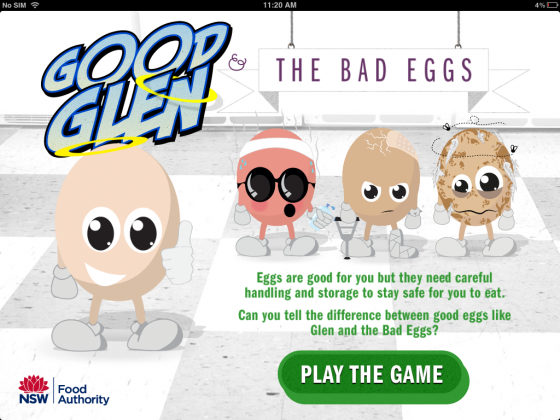 No SIM 11:20 AM 4%
GOOD
GLEN
& THE BAD EGGS
Eggs are good for you but they need careful
handling and storage to stay safe for you to eat.
Can you tell the difference between good eggs like
Glen and the Bad Eggs?
PLAY THE GAME
NSW Food
Authority